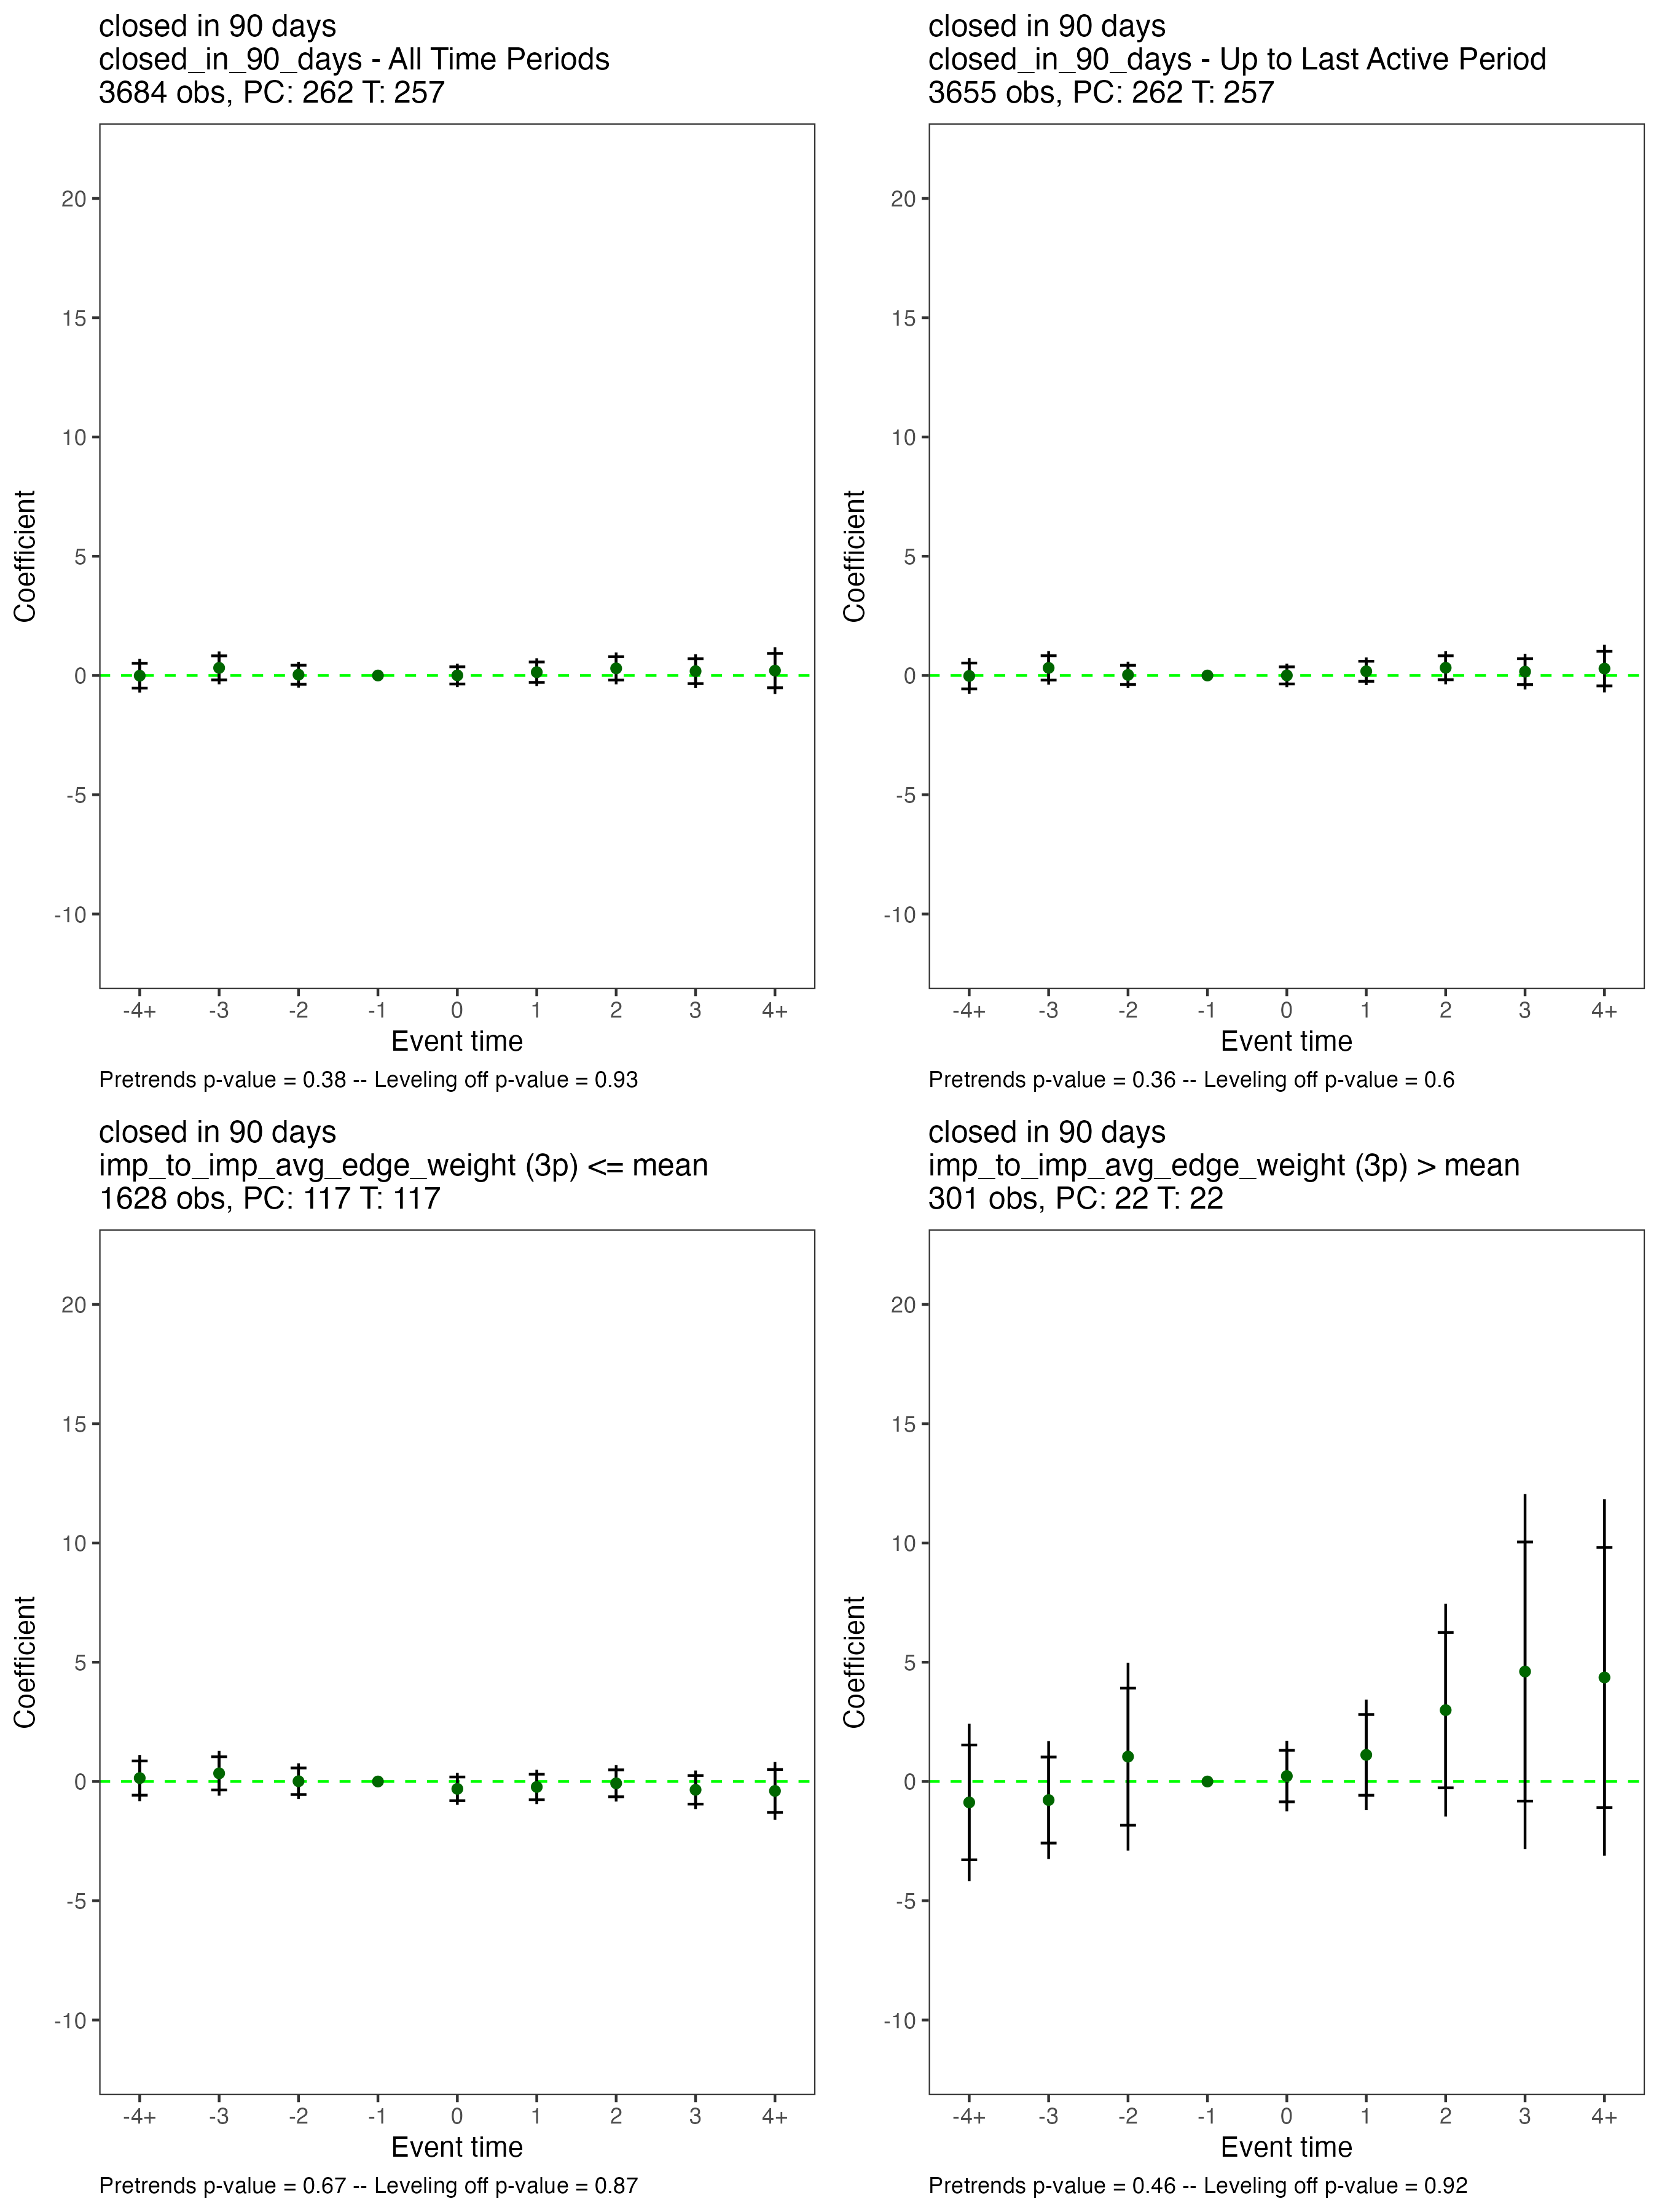 closed in 90 days
closed_in_90_days - All Time Periods
3684 obs, PC: 262 T: 257
20
15
10
5
0
-5
-10
Coefficient
-4+ -3 -2 -1 0 1 2 3 4+
Event time
Pretrends p-value = 0.38 -- Leveling off p-value = 0.93
closed in 90 days
closed_in_90_days - Up to Last Active Period
3655 obs, PC: 262 T: 257
20
15
10
5
0
-5
-10
Coefficient
-4+ -3 -2 -1 0 1 2 3 4+
Event time
Pretrends p-value = 0.36 -- Leveling off p-value = 0.6
closed in 90 days
imp_to_imp_avg_edge_weight (3p) <= mean
1628 obs, PC: 117 T: 117
20
15
10
5
0
-5
-10
Coefficient
-4+ -3 -2 -1 0 1 2 3 4+
Event time
Pretrends p-value = 0.67 -- Leveling off p-value = 0.87
closed in 90 days
imp_to_imp_avg_edge_weight (3p) > mean
301 obs, PC: 22 T: 22
20
15
10
5
0
-5
-10
Coefficient
-4+ -3 -2 -1 0 1 2 3 4+
Event time
Pretrends p-value = 0.46 -- Leveling off p-value = 0.92